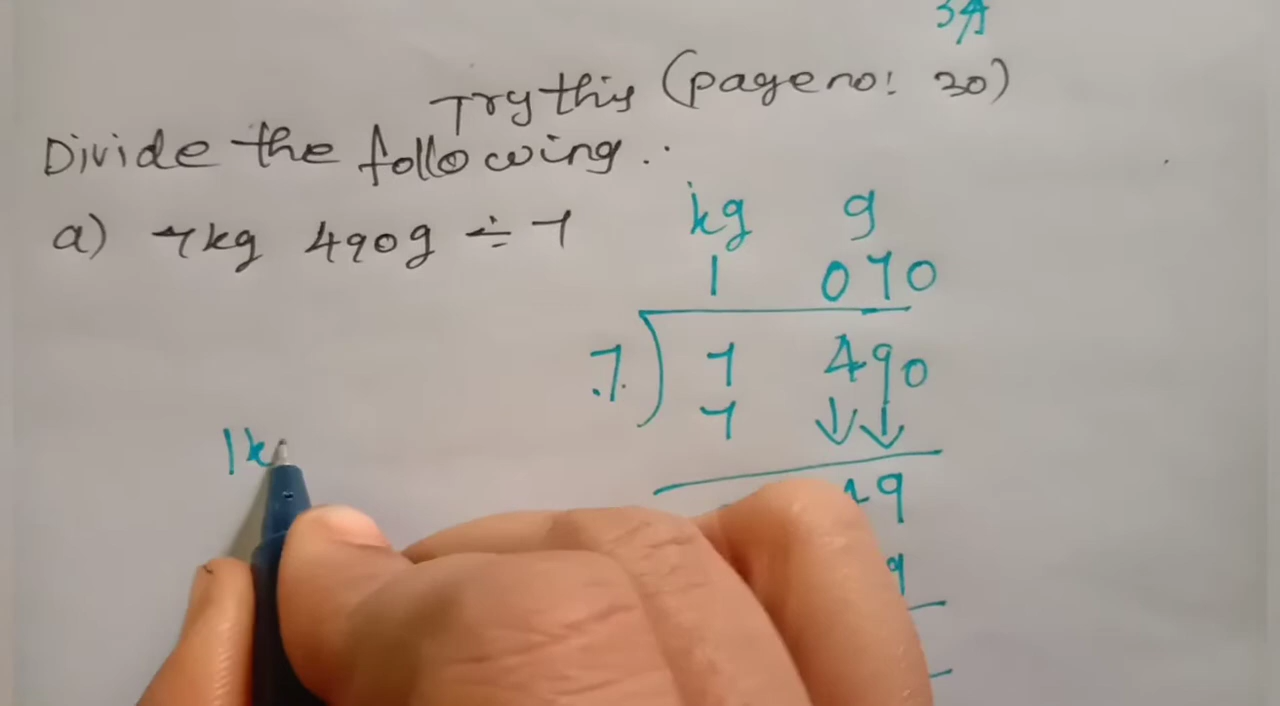 Try this (page no: 30)
Divide the following..
a) 7kg 490g ÷ 7
kg g
1 070
7 7 490
7 ↓↓
49
9
1k